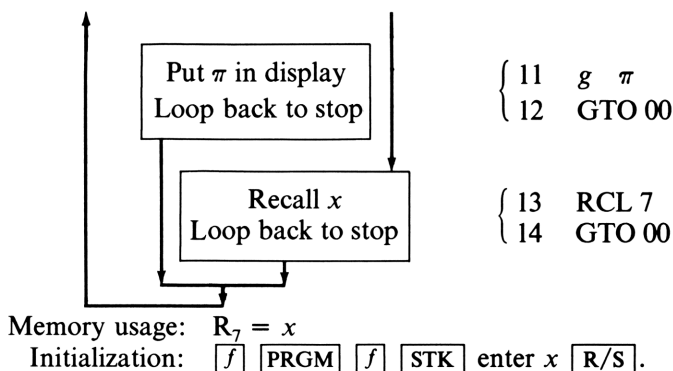 Put π in display
Loop back to stop
11 g π
12 GTO 00
Recall x
Loop back to stop
13 RCL 7
14 GTO 00
Memory usage: R₇ = x
Initialization: f PRGM f STK enter x R/S.